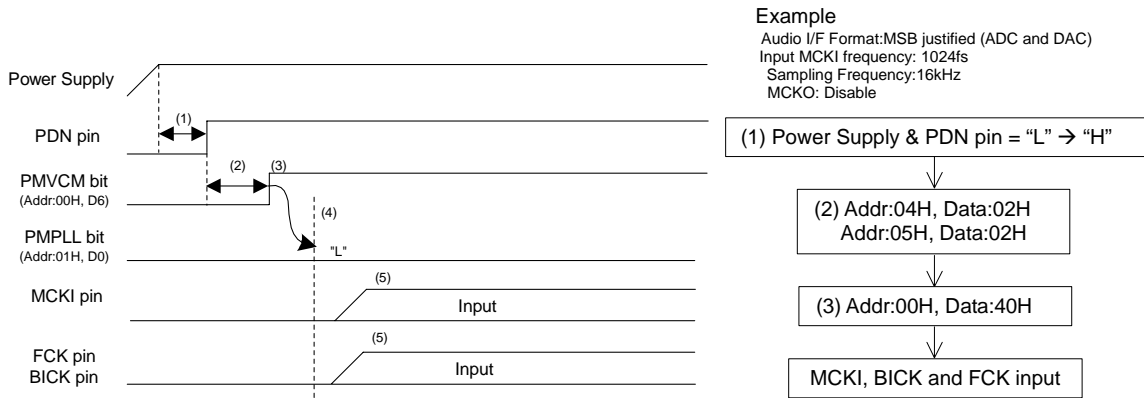 Example
Audio I/F Format:MSB justified (ADC and DAC)
Input MCKI frequency: 1024fs
Sampling Frequency:16kHz
MCKO: Disable
Power Supply
(1)
PDN pin
(2)
(3)
PMVCM bit
(Addr:00H, D6)
(4)
PMPLL bit
(Addr:01H, D0)
"L"
MCKI pin
(5)
Input
FCK pin
BICK pin
(5)
Input
(1) Power Supply & PDN pin = “L” → “H”
(2) Addr:04H, Data:02H
Addr:05H, Data:02H
(3) Addr:00H, Data:40H
MCKI, BICK and FCK input